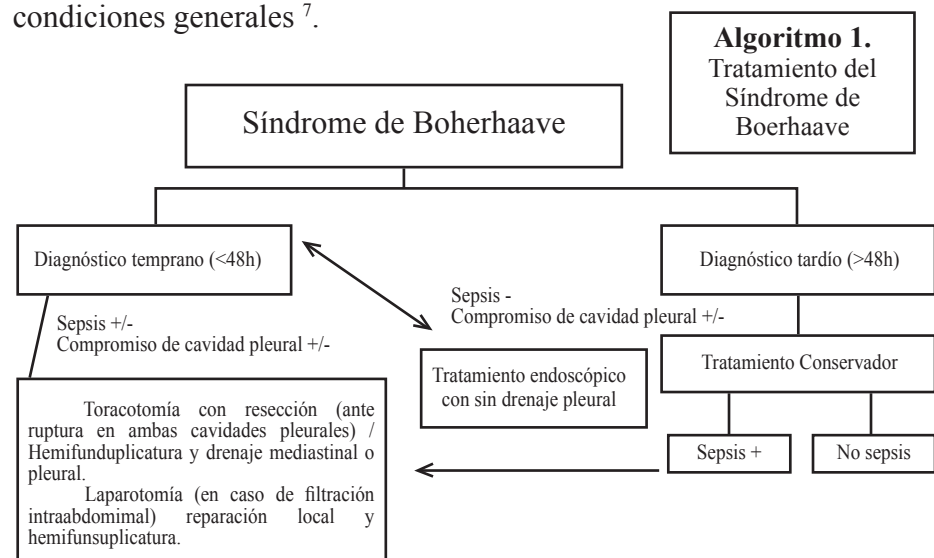 condiciones generales 7.
Algoritmo 1.
Tratamiento del
Síndrome de
Boerhaave
Síndrome de Boherhaave
Diagnóstico temprano (<48h)
Diagnóstico tardío (>48h)
Sepsis +/-
Compromiso de cavidad pleural +/-
Sepsis -
Compromiso de cavidad pleural +/-
Tratamiento Conservador
Tratamiento endoscópico
con sin drenaje pleural
Toracotomía con resección (ante
ruptura en ambas cavidades pleurales) /
Hemifunduplicatura y drenaje mediastinal o
pleural.
Laparotomía (en caso de filtración
intraabdomimal) reparación local y
hemifunsuplicatura.
Sepsis +
No sepsis